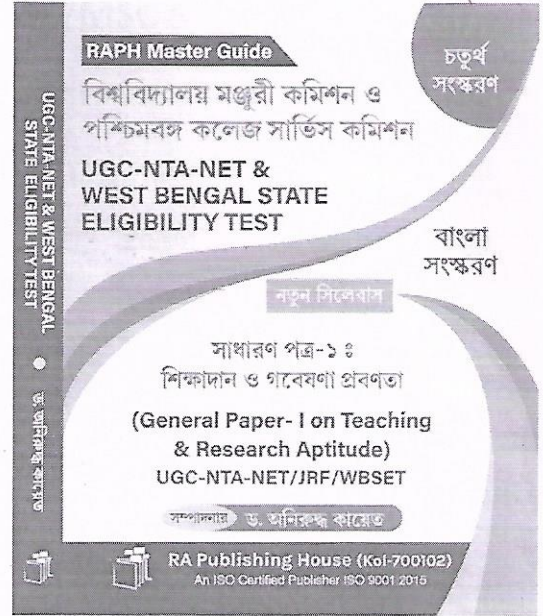 UGC-NTA-NET & WEST BENGAL
STATE ELIGIBILITY TEST
ড. অনিরুদ্ধ কায়েত
RAPH Master Guide
চতুর্থ
সংস্করণ
বিশ্ববিদ্যালয় মঞ্জুরী কমিশন ও
পশ্চিমবঙ্গ কলেজ সার্ভিস কমিশন
UGC-NTA-NET &
WEST BENGAL STATE
ELIGIBILITY TEST
বাংলা
সংস্করণ
নতুন সিলেবাস
সাধারণ পত্র-১ ঃ
শিক্ষাদান ও গবেষণা প্রবণতা
(General Paper- I on Teaching
& Research Aptitude)
UGC-NTA-NET/JRF/WBSET
সম্পাদনায় ড. অনিরুদ্ধ কায়েত
RA Publishing House (Kol-700102)
An ISO Certified Publisher ISO 9001 2015